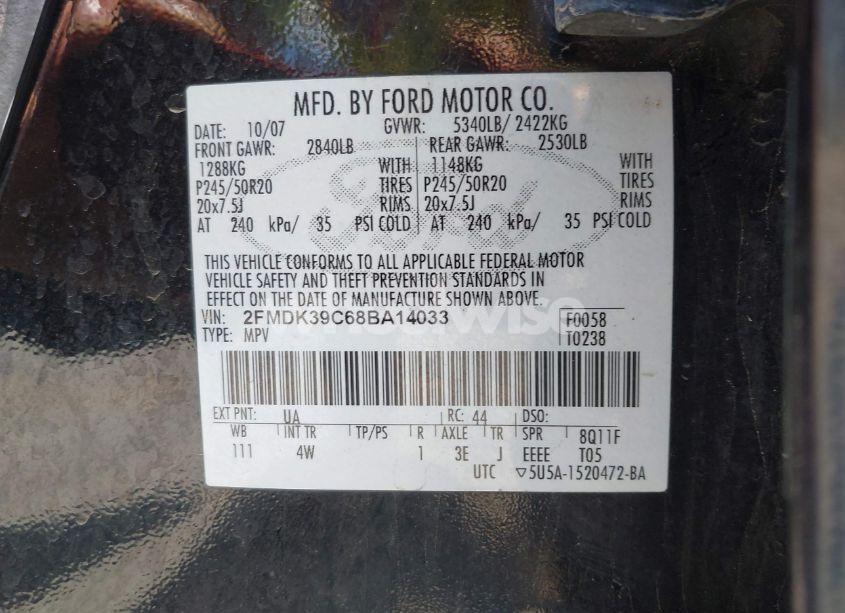 MFD. BY FORD MOTOR CO.
DATE: 10/07 GVWR: 5340LB/ 2422KG
FRONT GAWR: 2840LB REAR GAWR: 2530LB
1288KG WITH 1148KG WITH
P245/50R20 TIRES P245/50R20 TIRES
20x7.5J RIMS 20x7.5J RIMS
AT 240 kPa/ 35 PSI COLD AT 240 kPa/ 35 PSI COLD
Ford
THIS VEHICLE CONFORMS TO ALL APPLICABLE FEDERAL MOTOR
VEHICLE SAFETY AND THEFT PREVENTION STANDARDS IN
EFFECT ON THE DATE OF MANUFACTURE SHOWN ABOVE.
VIN: 2FMDK39C68BA14033 F0058
TYPE: MPV T0238
EXT PNT: UA RC: 44 DSO:
WB INT TR TP/PS R AXLE TR SPR 8Q11F
111 4W 1 3E J EEEE T05
UTC ▽5U5A-1520472-BA